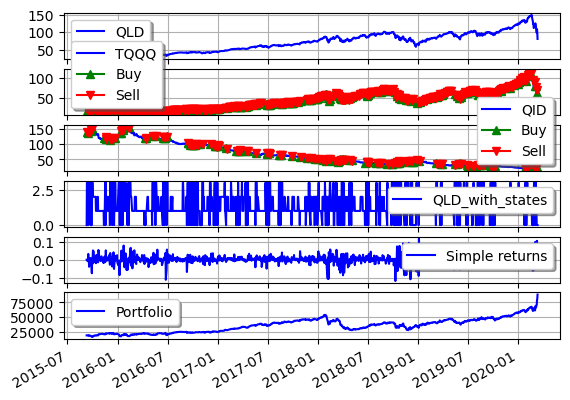 150
100
50
QLD
TQQQ
Buy
Sell
100
50
QID
Buy
Sell
150
100
50
2.5
0.0
QLD_with_states
0.1
0.0
−0.1
Simple returns
75000
50000
25000
Portfolio
2015-07
2016-01
2016-07
2017-01
2017-07
2018-01
2018-07
2019-01
2019-07
2020-01